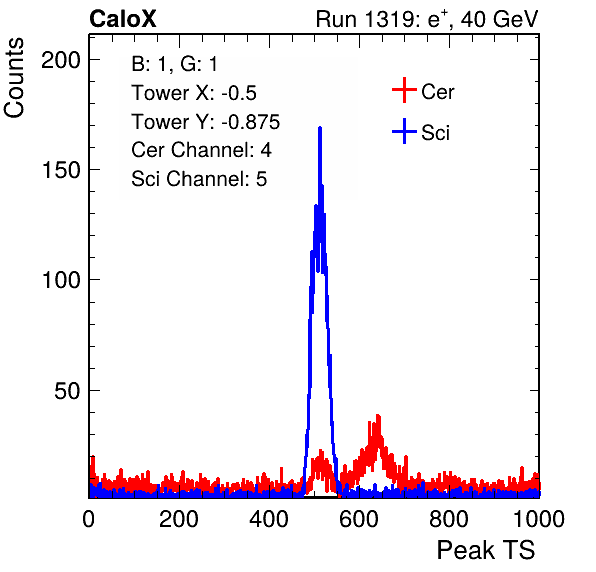 CaloX Run 1319: e⁺, 40 GeV
Counts
B: 1, G: 1
Tower X: -0.5
Tower Y: -0.875
Cer Channel: 4
Sci Channel: 5
Cer
Sci
200
150
100
50
0 200 400 600 800 1000
Peak TS